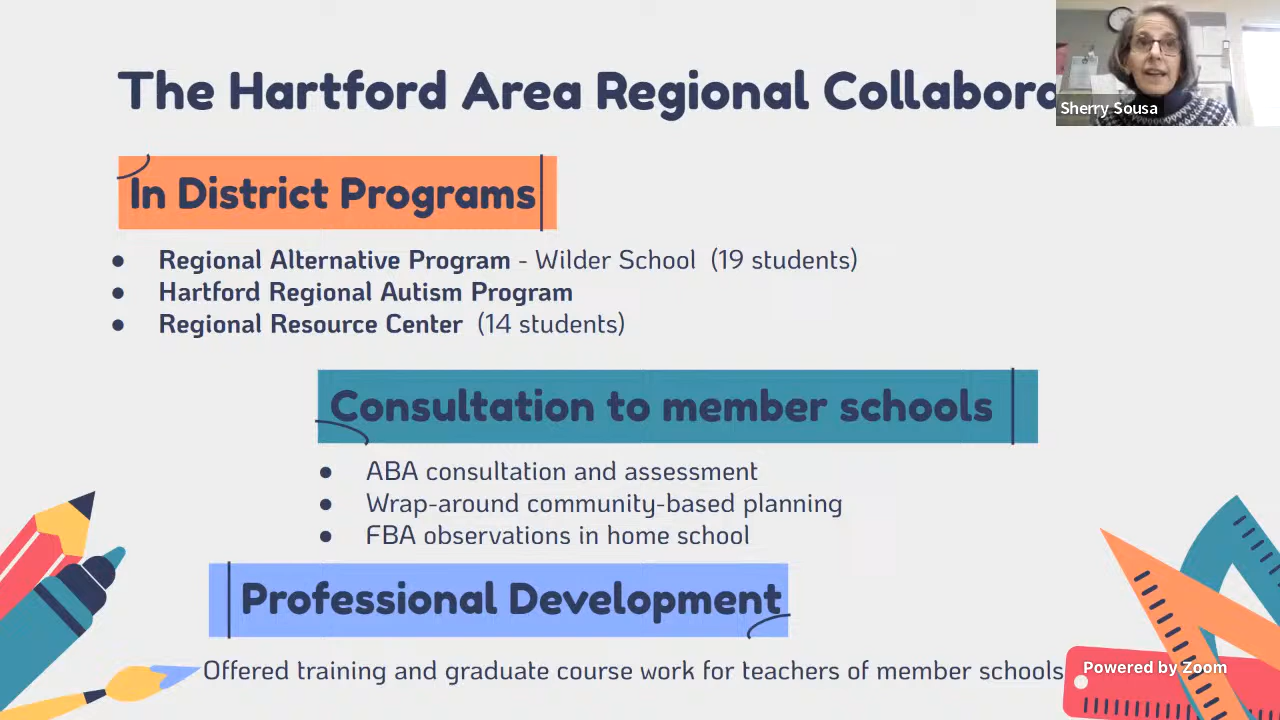 The Hartford Area Regional
Sherry Sousa
In District Programs
● Regional Alternative Program - Wilder School (19 students)
● Hartford Regional Autism Program
● Regional Resource Center (14 students)
Consultation to member schools
● ABA consultation and assessment
● Wrap-around community-based planning
● FBA observations in home school
Professional Development
Offered training and graduate course work for teachers of member schools
Powered by Zoom